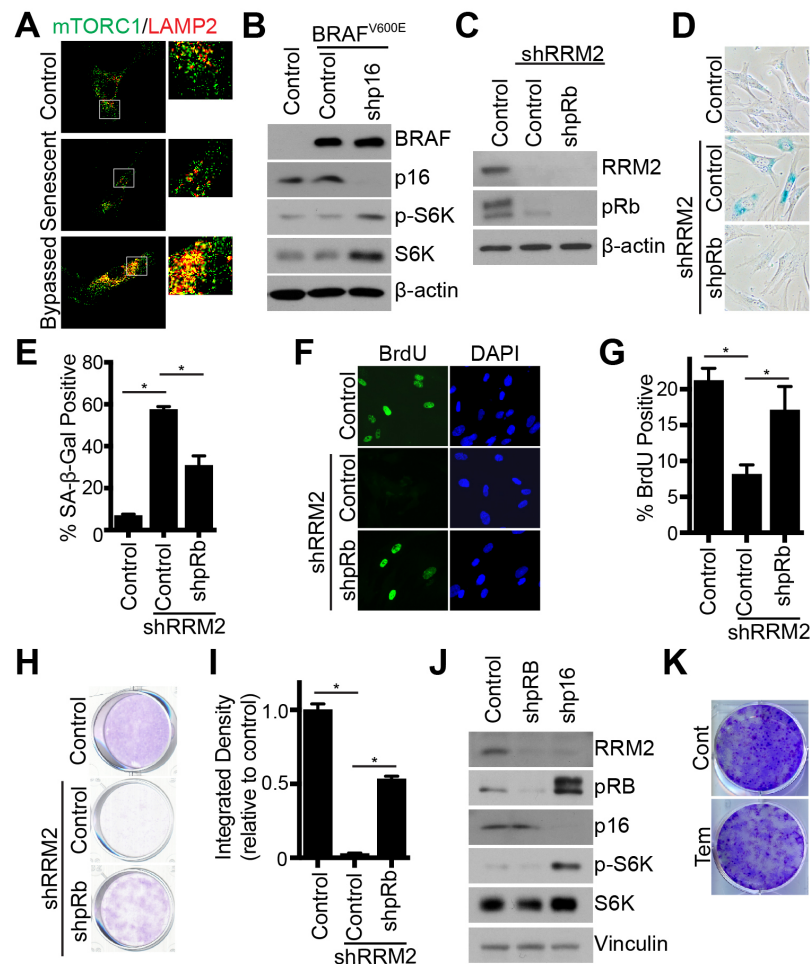 A
mTORC1/LAMP2
Control
Senescent
Bypassed
B
BRAFV600E
Control
Control
shp16
BRAF
p16
p-S6K
S6K
β-actin
C
shRRM2
Control
Control
shpRb
RRM2
pRb
β-actin
D
Control
shRRM2
Control
shpRb
E
% SA-β-Gal Positive
80
60
40
20
0
*
*
Control
Control
shpRb
shRRM2
F
BrdU
DAPI
Control
shRRM2
Control
shpRb
G
% BrdU Positive
20
15
10
5
0
*
*
Control
Control
shpRb
shRRM2
H
Control
shRRM2
Control
shpRb
I
Integrated Density
(relative to control)
1.0
0.5
0
*
*
Control
Control
shpRb
shRRM2
J
Control
shpRB
shp16
RRM2
pRB
p16
p-S6K
S6K
Vinculin
K
Cont
Tem